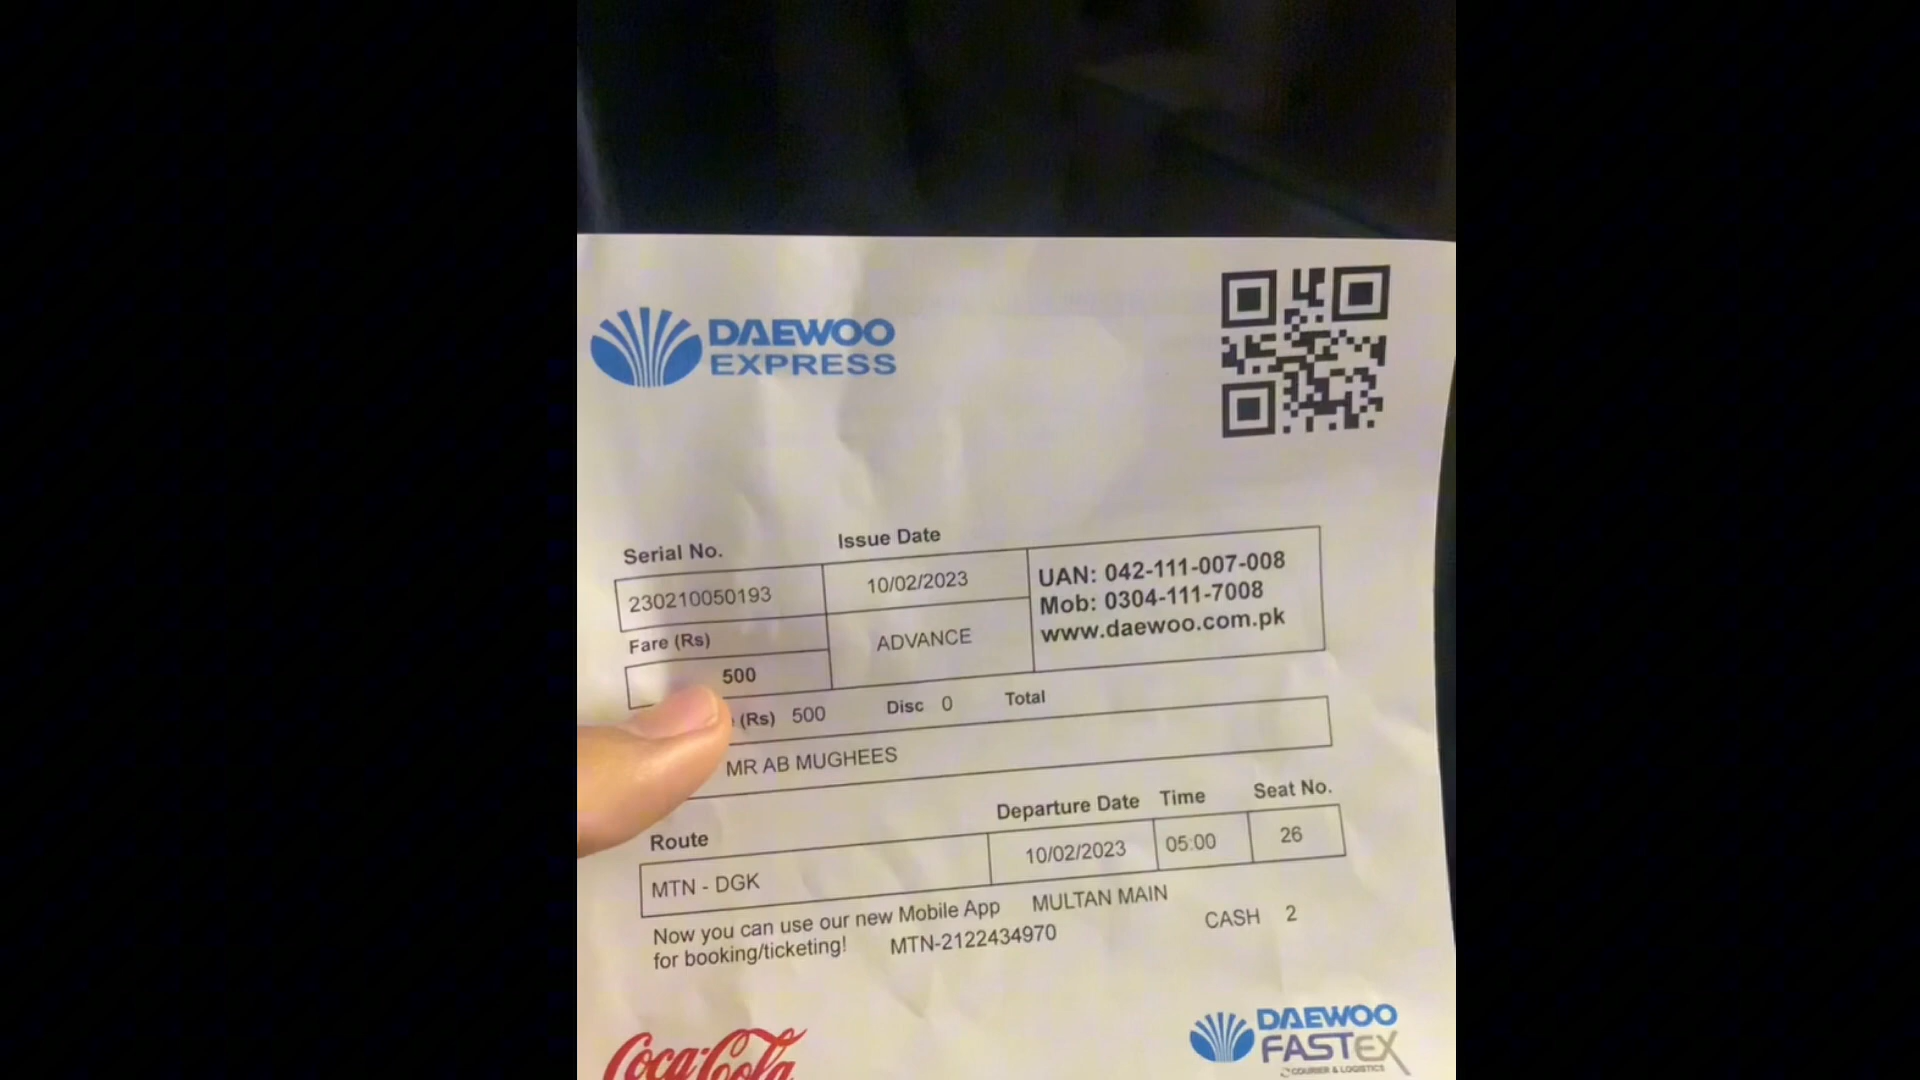 DAEWOO
EXPRESS
Serial No.
Issue Date
230210050193
10/02/2023
UAN: 042-111-007-008
Mob: 0304-111-7008
www.daewoo.com.pk
Fare (Rs)
ADVANCE
500
(Rs) 500 Disc 0 Total
MR AB MUGHEES
Route
Departure Date Time Seat No.
MTN - DGK
10/02/2023 05:00 26
Now you can use our new Mobile App MULTAN MAIN
for booking/ticketing! MTN-2122434970 CASH 2
Coca-Cola
DAEWOO
FASTEX
COURIER & LOGISTICS